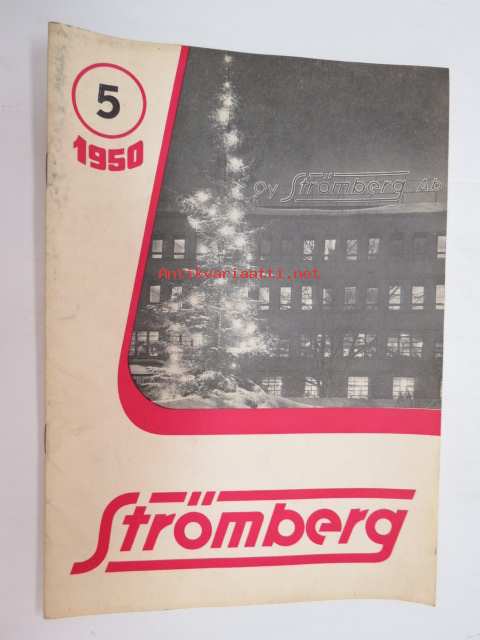 5
1950
Oy Strömberg Ab
Antikvariaatti.net
Strömberg